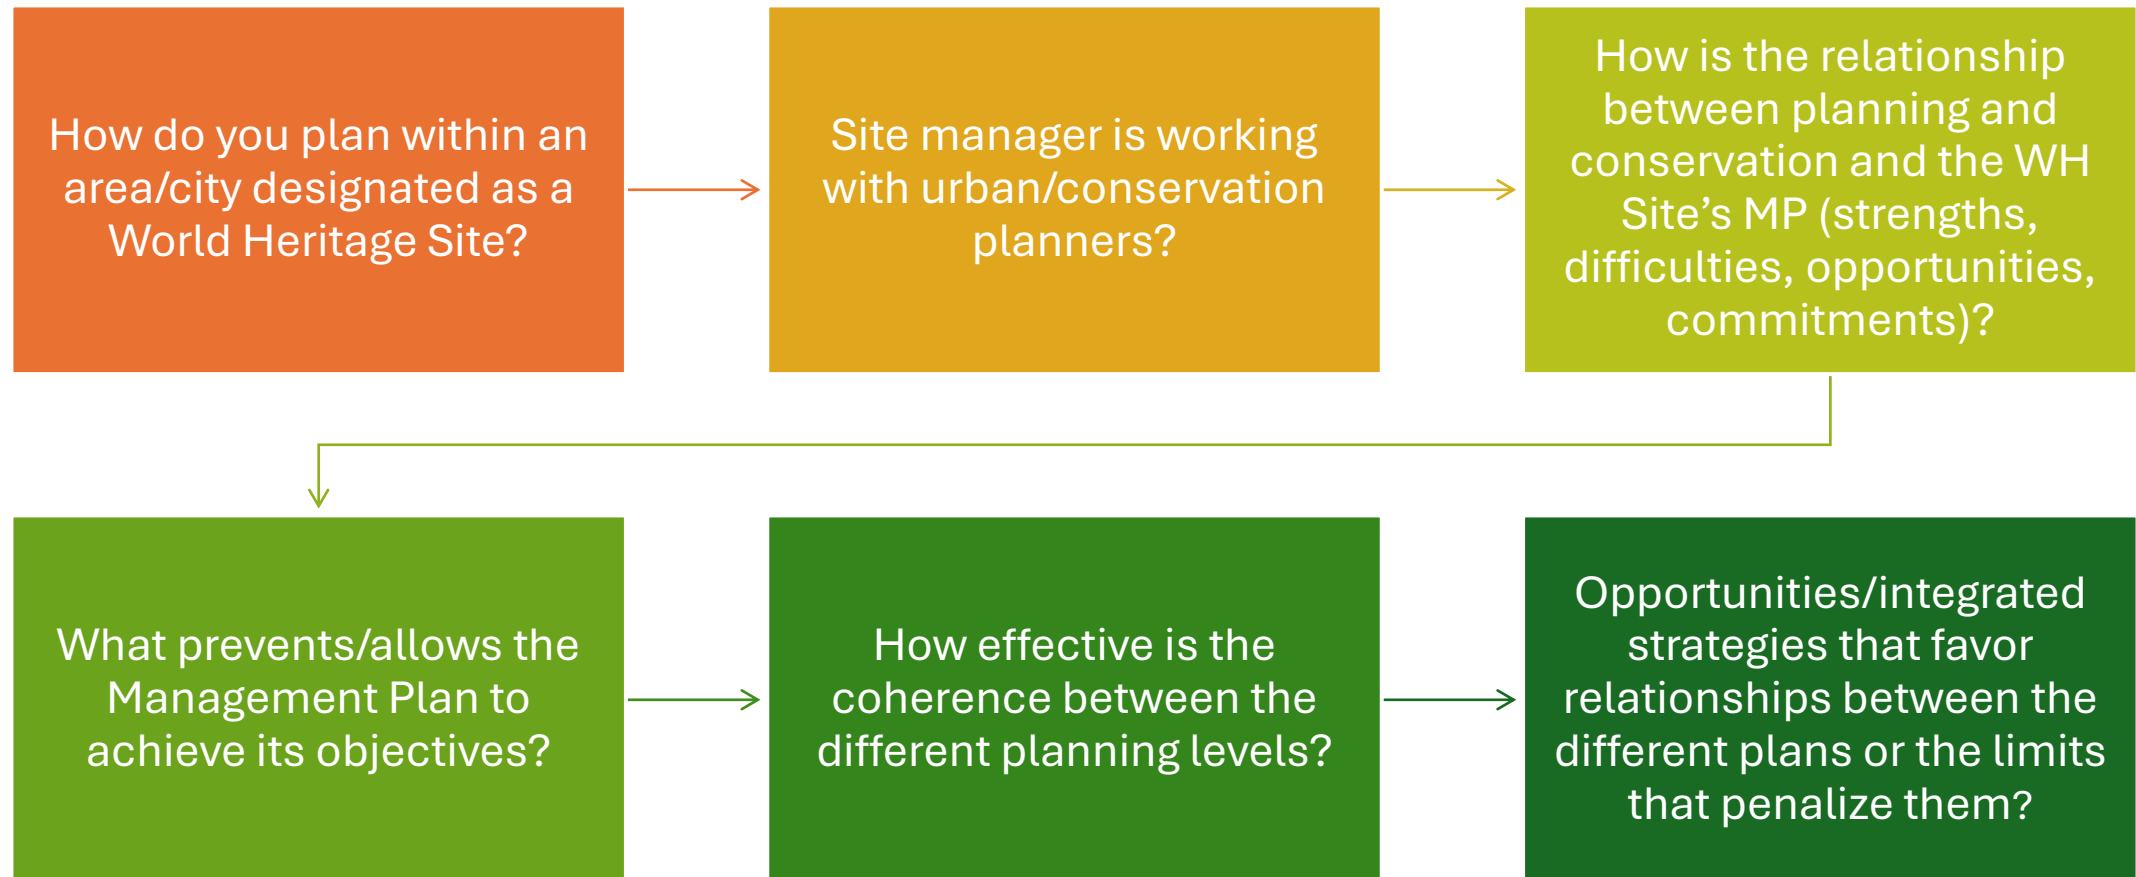 How do you plan within an
area/city designated as a
World Heritage Site?
Site manager is working
with urban/conservation
planners?
How is the relationship
between planning and
conservation and the WH
Site’s MP (strengths,
difficulties, opportunities,
commitments)?
What prevents/allows the
Management Plan to
achieve its objectives?
How effective is the
coherence between the
different planning levels?
Opportunities/integrated
strategies that favor
relationships between the
different plans or the limits
that penalize them?